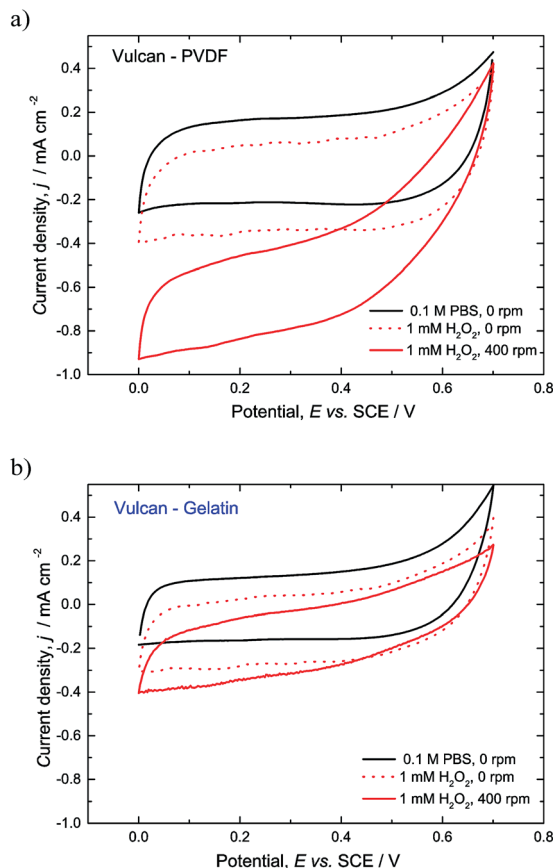 a)
Vulcan - PVDF
0.4
0.2
0.0
-0.2
-0.4
-0.6
-0.8
-1.0
Current density, j / mA cm⁻²
0.1 M PBS, 0 rpm
1 mM H₂O₂, 0 rpm
1 mM H₂O₂, 400 rpm
0.0 0.2 0.4 0.6 0.8
Potential, E vs. SCE / V
b)
Vulcan - Gelatin
0.4
0.2
0.0
-0.2
-0.4
-0.6
-0.8
-1.0
Current density, j / mA cm⁻²
0.1 M PBS, 0 rpm
1 mM H₂O₂, 0 rpm
1 mM H₂O₂, 400 rpm
0.0 0.2 0.4 0.6 0.8
Potential, E vs. SCE / V